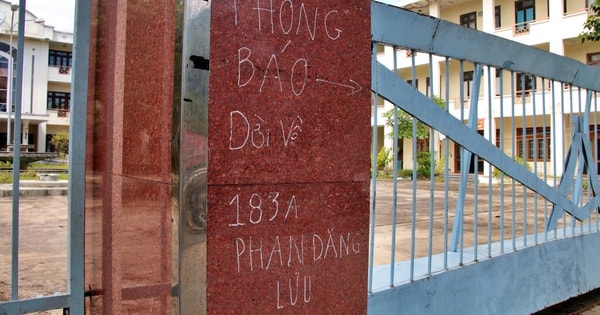 THÔNG
BÁO →
Dời về
183A
PHAN ĐĂNG
LƯU